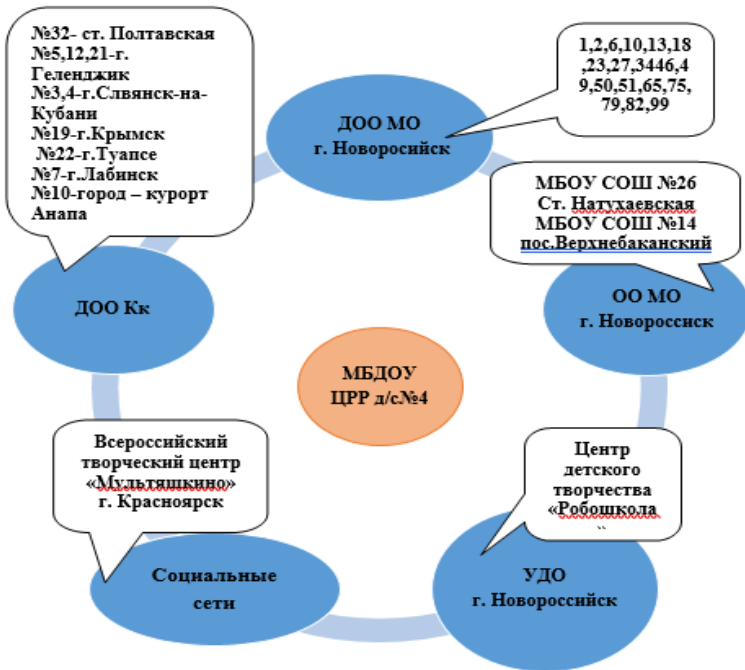 №32- ст. Полтавская
№5,12,21-г.
Геленджик
№3,4-г.Слвянск-на-
Кубани
№19-г.Крымск
№22-г.Туапсе
№7-г.Лабинск
№10-город – курорт
Анапа
1,2,6,10,13,18
,23,27,3446,4
9,50,51,65,75,
79,82,99
ДОО МО
г. Новоросийск
МБОУ СОШ №26
Ст. Натухаевская
МБОУ СОШ №14
пос.Верхнебаканский
ДОО Кк
ОО МО
г. Новороссиск
МБДОУ
ЦРР д/с№4
Всероссийский
творческий центр
«Мультяшкино»
г. Красноярск
Центр
детского
творчества
«Робошкола
»
Социальные
сети
УДО
г. Новороссийск